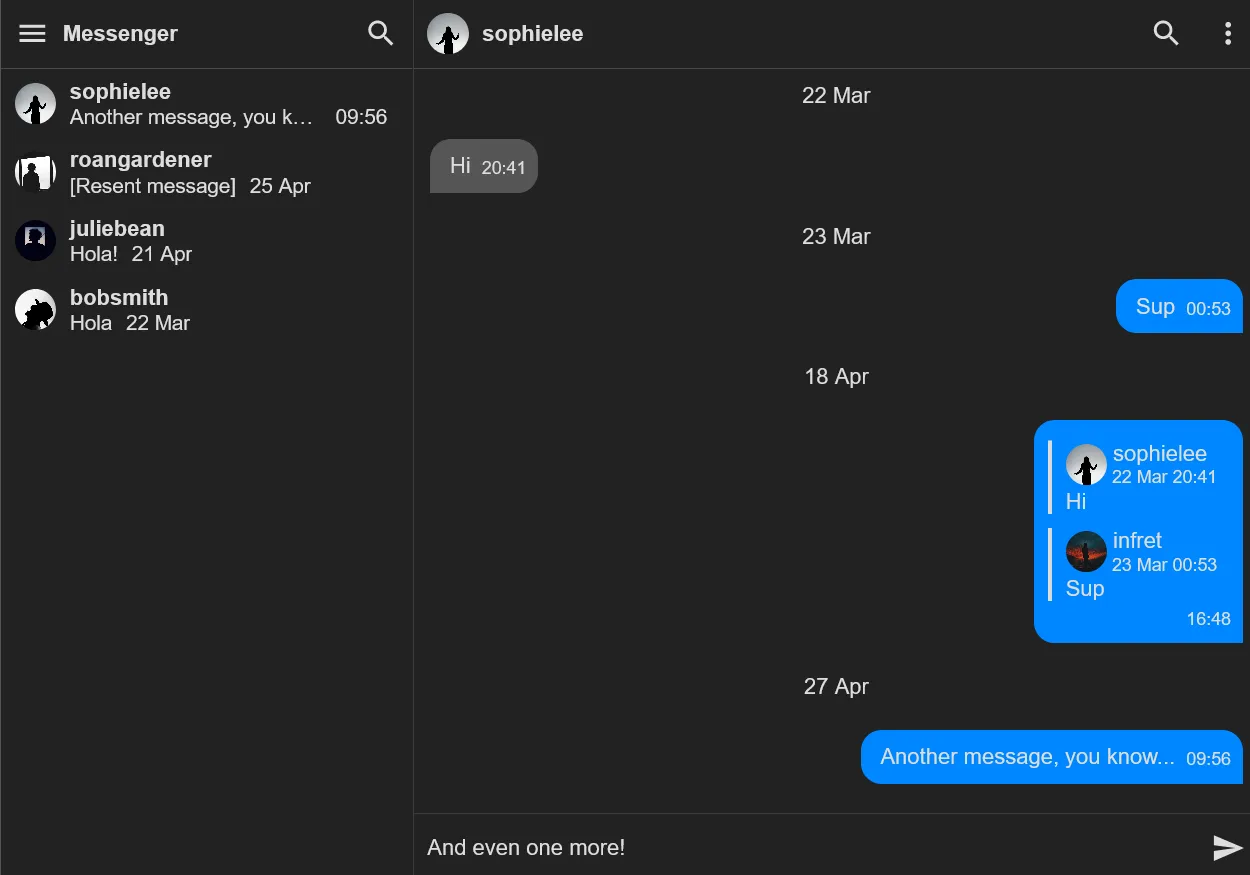 Messenger
sophielee
Another message, you k... 09:56
roangardener
[Resent message] 25 Apr
juliebean
Hola! 21 Apr
bobsmith
Hola 22 Mar
sophielee
22 Mar
Hi 20:41
23 Mar
Sup 00:53
18 Apr
sophielee
22 Mar 20:41
Hi
infret
23 Mar 00:53
Sup
16:48
27 Apr
Another message, you know... 09:56
And even one more!